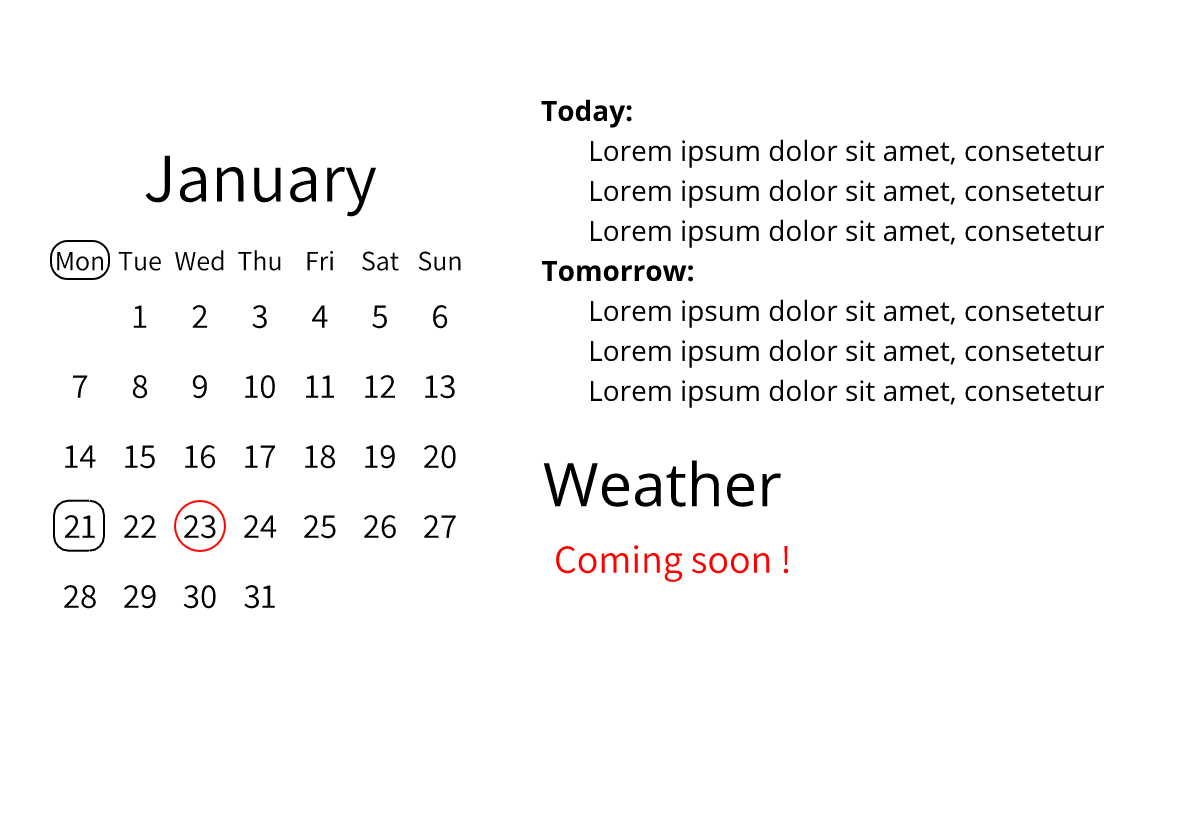 January
Mon Tue Wed Thu Fri Sat Sun
1 2 3 4 5 6
7 8 9 10 11 12 13
14 15 16 17 18 19 20
21 22 23 24 25 26 27
28 29 30 31
Today:
Lorem ipsum dolor sit amet, consetetur
Lorem ipsum dolor sit amet, consetetur
Lorem ipsum dolor sit amet, consetetur
Tomorrow:
Lorem ipsum dolor sit amet, consetetur
Lorem ipsum dolor sit amet, consetetur
Lorem ipsum dolor sit amet, consetetur
Weather
Coming soon !